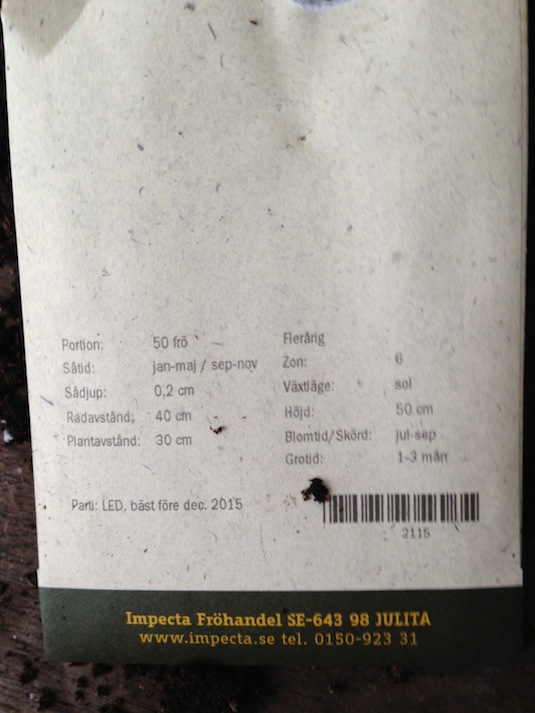 Portion: 50 frö
Såtid: jan-maj / sep-nov
Sådjup: 0,2 cm
Radavstånd: 40 cm
Plantavstånd: 30 cm
Flerårig
Zon: 6
Växtläge: sol
Höjd: 50 cm
Blomtid/Skörd: jul-sep
Grotid: 1-3 mån
Parti: LED, bäst före dec. 2015
2115
Impecta Fröhandel SE-643 98 JULITA
www.impecta.se tel. 0150-923 31